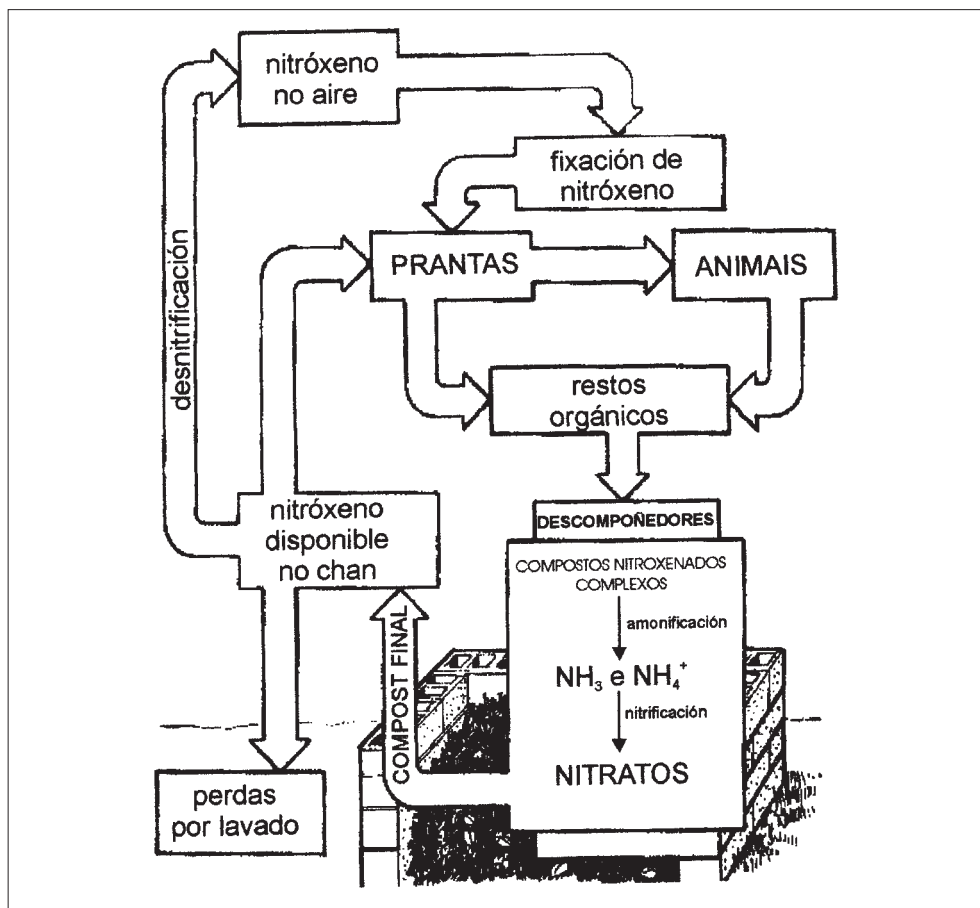 nitróxeno
no aire
fixación de
nitróxeno
PRANTAS
ANIMAIS
desnitrificación
restos
orgánicos
nitróxeno
disponible
no chan
DESCOMPOÑEDORES
COMPOSTOS NITROXENADOS
COMPLEXOS
amonificación
NH₃ e NH₄⁺
nitrificación
NITRATOS
COMPOST FINAL
perdas
por lavado